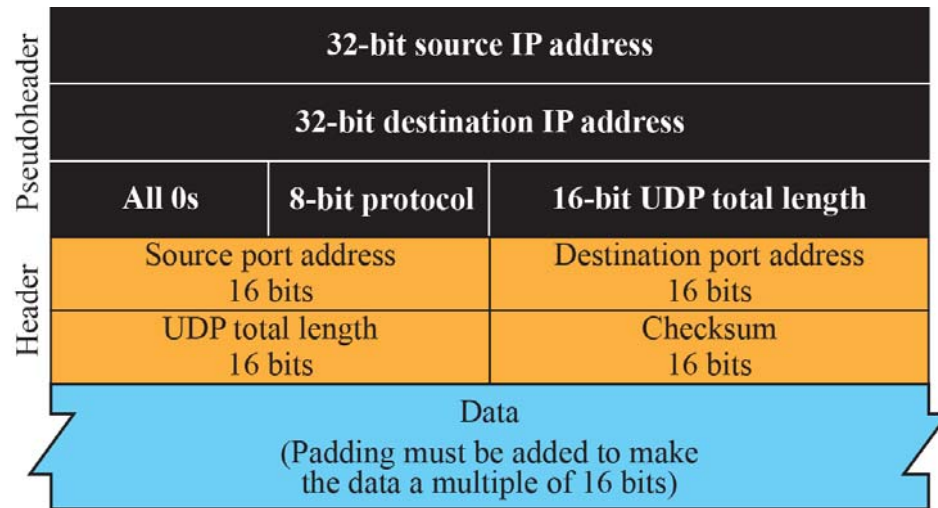 Pseudoheader
32-bit source IP address
32-bit destination IP address
All 0s
8-bit protocol
16-bit UDP total length
Header
Source port address
16 bits
Destination port address
16 bits
UDP total length
16 bits
Checksum
16 bits
Data
(Padding must be added to make
the data a multiple of 16 bits)